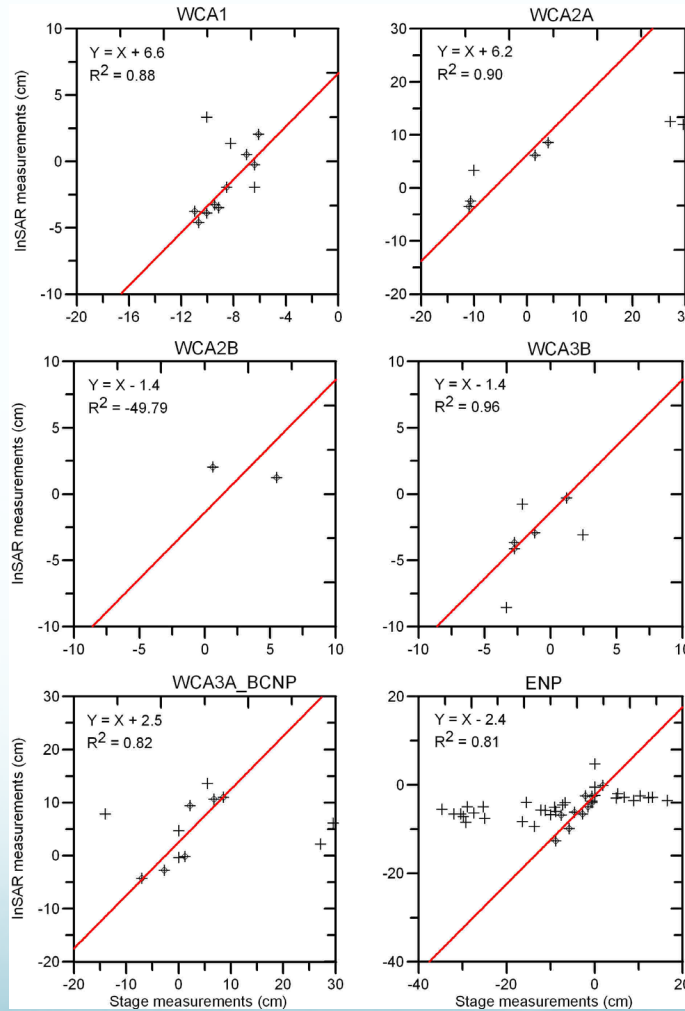 WCA1
WCA2A
InSAR measurements (cm)
10
5
0
-5
-10
Y = X + 6.6
R2 = 0.88
-20
-16
-12
-8
-4
0
30
20
10
0
-10
-20
Y = X + 6.2
R2 = 0.90
-20
-10
0
10
20
30
WCA2B
WCA3B
InSAR measurements (cm)
10
5
0
-5
-10
Y = X - 1.4
R2 = -49.79
-10
-5
0
5
10
10
5
0
-5
-10
Y = X - 1.4
R2 = 0.96
-10
-5
0
5
10
WCA3A_BCNP
ENP
InSAR measurements (cm)
30
20
10
0
-10
-20
Y = X + 2.5
R2 = 0.82
-20
-10
0
10
20
30
Stage measurements (cm)
20
0
-20
-40
Y = X - 2.4
R2 = 0.81
-40
-20
0
20
Stage measurements (cm)